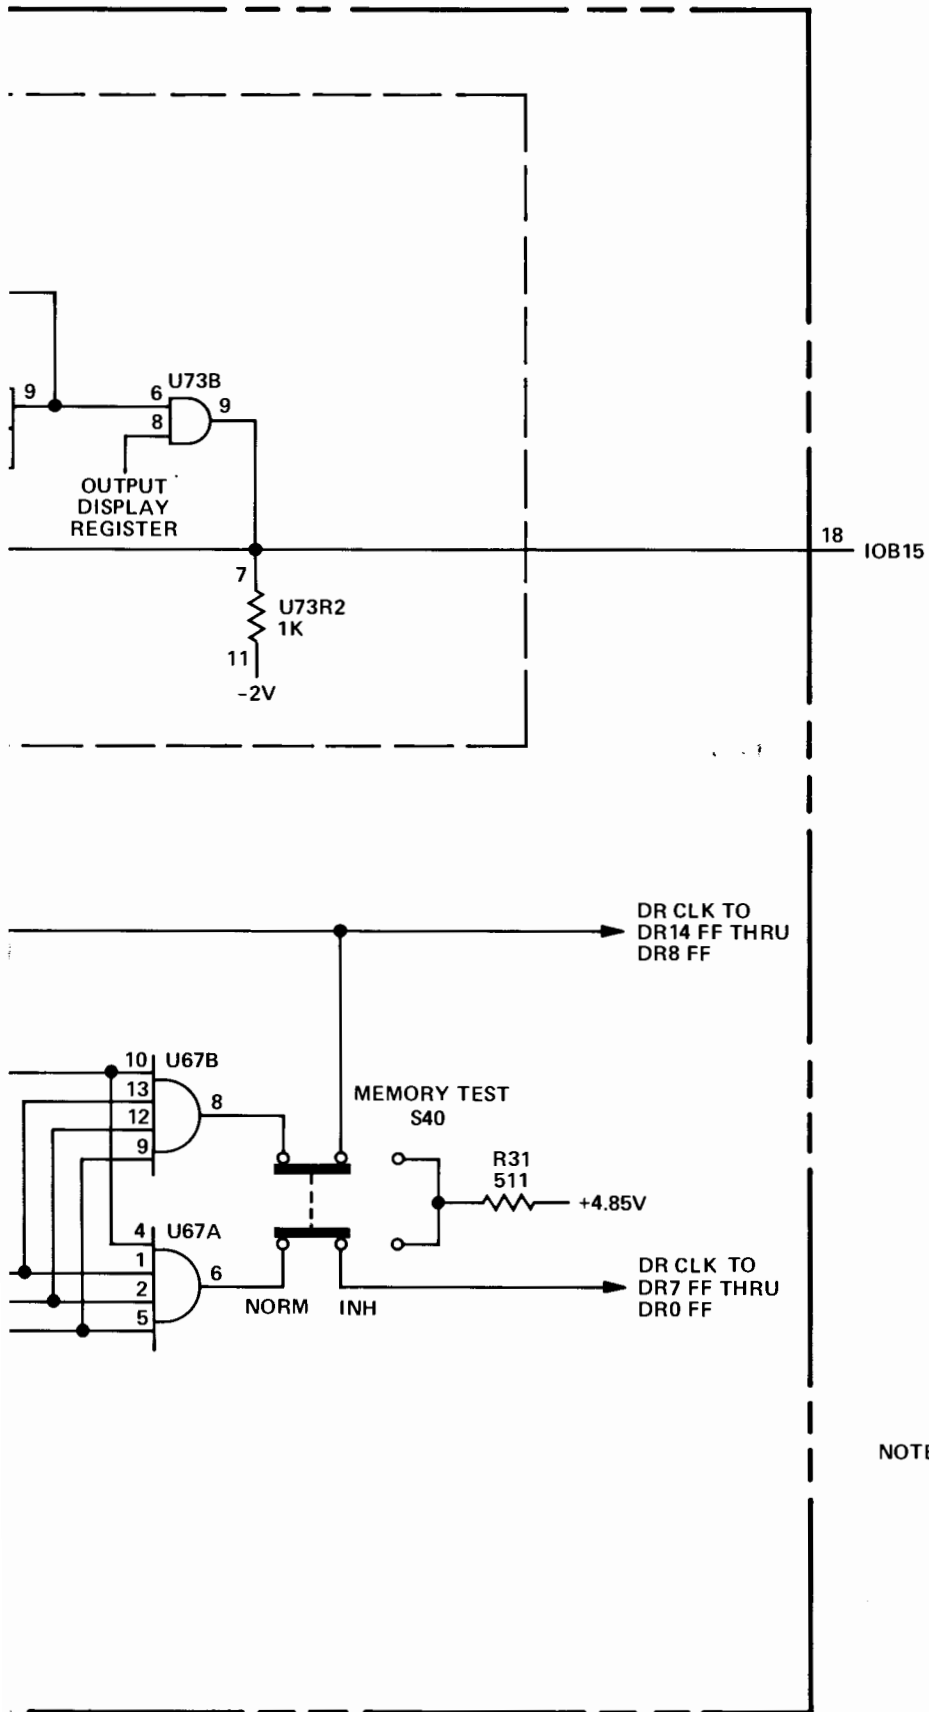 U73B
9
6
9
8
OUTPUT
DISPLAY
REGISTER
18
IOB15
7
U73R2
1K
11
-2V
DR CLK TO
DR14 FF THRU
DR8 FF
10
U67B
13
8
12
9
MEMORY TEST
S40
R31
511
+4.85V
4
U67A
1
6
2
5
NORM
INH
DR CLK TO
DR7 FF THRU
DR0 FF
NOTE